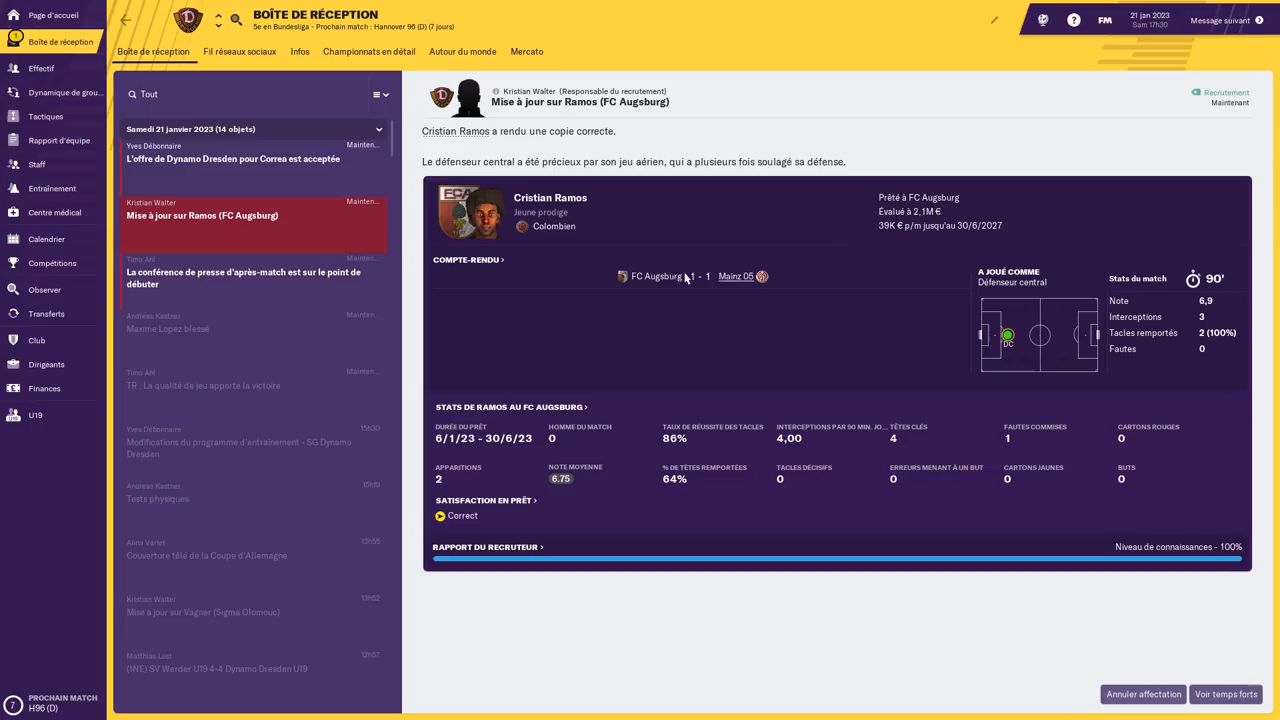 Page d'accueil
Boîte de réception
Effectif
Dynamique de grou...
Tactiques
Rapport d'équipe
Staff
Entraînement
Centre médical
Calendrier
Compétitions
Observer
Transferts
Club
Dirigeants
Finances
U19
7
PROCHAIN MATCH
H96 (D)
BOÎTE DE RÉCEPTION
5e en Bundesliga - Prochain match : Hannover 96 (D) (7 jours)
? FM
21 jan 2023
Sam 17h30
Message suivant
Boîte de réception Fil réseaux sociaux Infos Championnats en détail Autour du monde Mercato
Tout
Samedi 21 janvier 2023 (14 objets)
Yves Débonnaire Mainten...
L'offre de Dynamo Dresden pour Correa est acceptée
Kristian Walter Mainten...
Mise à jour sur Ramos (FC Augsburg)
Timo Ahl Mainten...
La conférence de presse d'après-match est sur le point de
débuter
Andreas Kastner Mainten...
Maxime Lopez blessé
Timo Ahl Mainten...
TR : La qualité de jeu apporte la victoire
Yves Débonnaire 15h30
Modifications du programme d'entraînement - SG Dynamo
Dresden
Andreas Kastner
Tests physiques
Alina Varlet
Couverture télé de la Coupe d'Allemagne
Kristian Walter
Mise à jour sur Vagner (Sigma Olomouc)
Matthias Lust
(1NE) SV Werder U19 4-4 Dynamo Dresden U19
Kristian Walter (Responsable du recrutement)
Mise à jour sur Ramos (FC Augsburg)
Recrutement
Maintenant
Cristian Ramos a rendu une copie correcte.
Le défenseur central a été précieux par son jeu aérien, qui a plusieurs fois soulagé sa défense.
FCA
Cristian Ramos
Jeune prodige
Colombien
Prêté à FC Augsburg
Évalué à 2,1M €
39K € p/m jusqu'au 30/6/2027
COMPTE-RENDU >
FC Augsburg 1 - 1 Mainz 05
A JOUÉ COMME
Défenseur central
DC
Stats du match 90'
Note 6,9
Interceptions 3
Tacles remportés 2 (100%)
Fautes 0
STATS DE RAMOS AU FC AUGSBURG >
DURÉE DU PRÊT HOMME DU MATCH TAUX DE RÉUSSITE DES TACLES INTERCEPTIONS PAR 90 MIN. JO... TÊTES CLÉS FAUTES COMMISES CARTONS ROUGES
6/1/23 - 30/6/23 0 86% 4,00 4 1 0
APPARITIONS NOTE MOYENNE % DE TÊTES REMPORTÉES TACLES DÉCISIFS ERREURS MENANT À UN BUT CARTONS JAUNES BUTS
2 6.75 64% 0 0 0 0
SATISFACTION EN PRÊT >
Correct
RAPPORT DU RECRUTEUR > Niveau de connaissances - 100%
Annuler affectation Voir temps forts